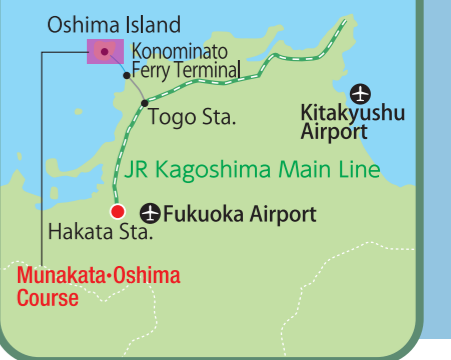 Oshima Island
Konominato
Ferry Terminal
Togo Sta.
Kitakyushu
Airport
JR Kagoshima Main Line
Fukuoka Airport
Hakata Sta.
Munakata･Oshima
Course